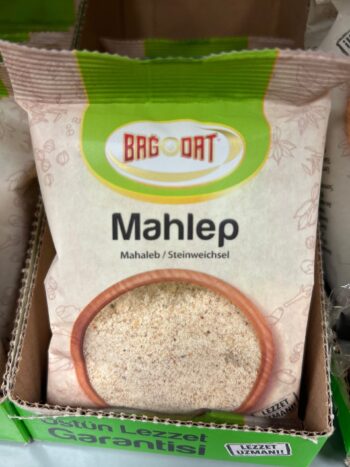 BAĞDAT
Mahlep
Mahaleb / Steinweichsel
LEZZET
UZMANI!
Üstün Lezzet
Garantisi
LEZZET
UZMANI!